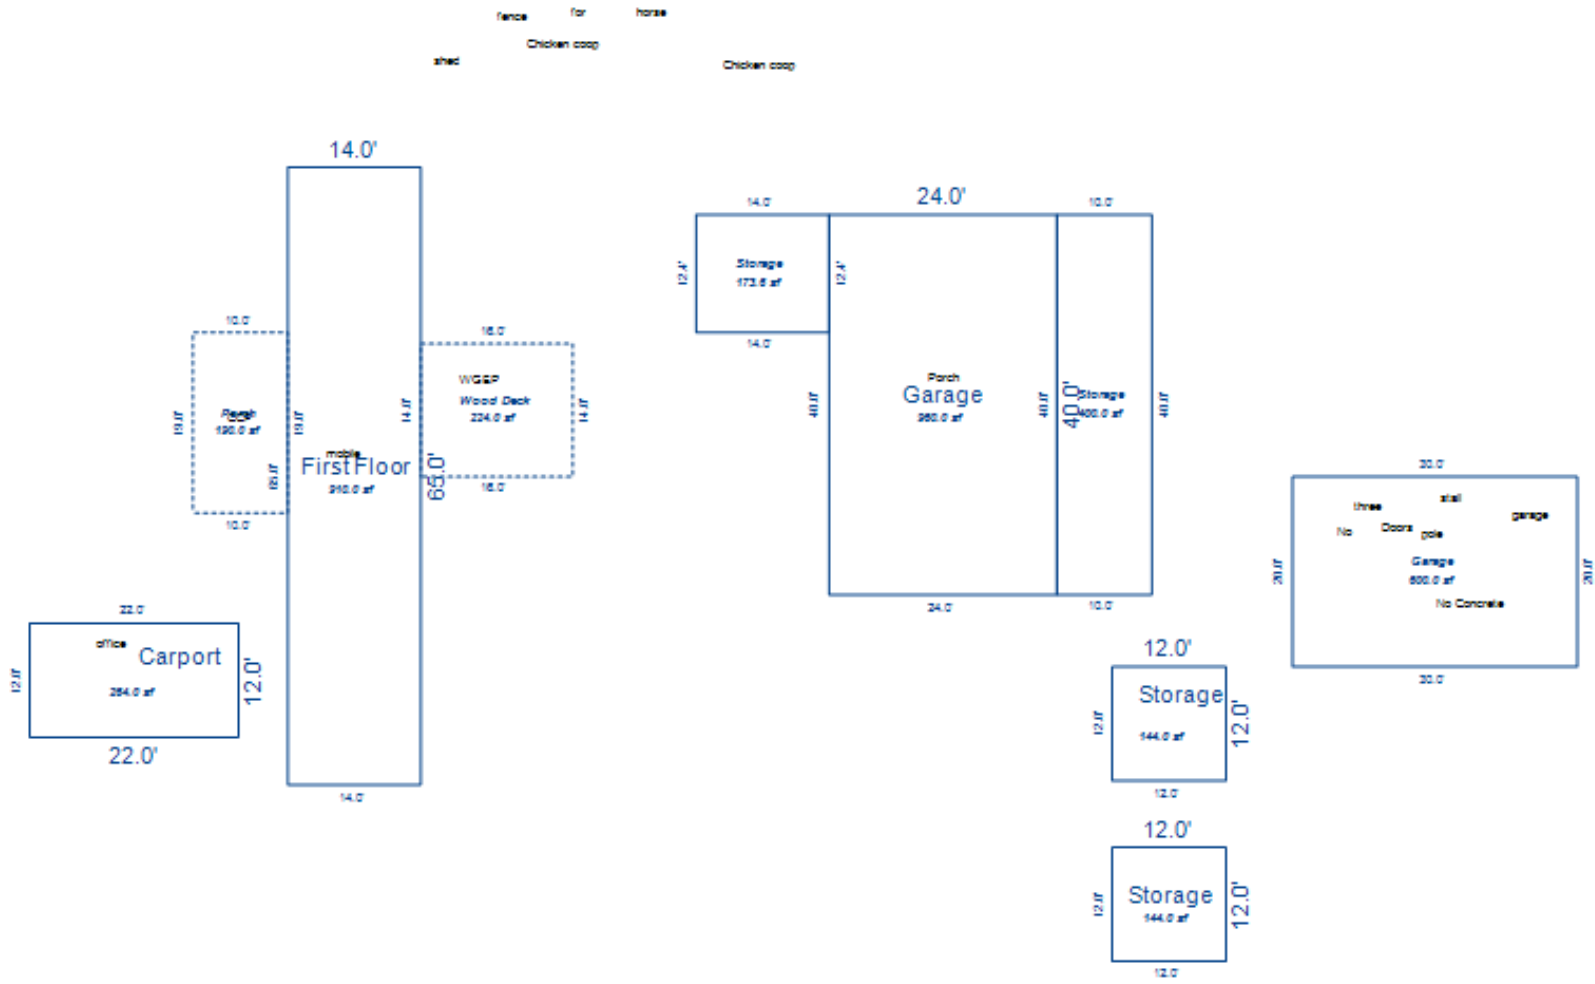 fence for horse
Chicken coop
shed
Chicken coop
14.0'
14.0'
24.0'
10.0'
12.4'
Storage
173.6 sf
12.4'
14.0'
10.0'
16.0'
WGEP
Wood Deck
224.0 sf
14.0'
14.0'
16.0'
19.0'
Porch
190.0 sf
19.0'
10.0'
mobile
First Floor
910.0 sf
65.0'
65.0'
14.0'
Porch
Garage
960.0 sf
40.0'
40.0'
40.0'
Storage
400.0 sf
40.0'
24.0'
10.0'
30.0'
three stall garage
No Doors pole
Garage
600.0 sf
No Concrete
20.0'
20.0'
30.0'
22.0'
office
Carport
264.0 sf
12.0'
12.0'
22.0'
12.0'
Storage
144.0 sf
12.0'
12.0'
12.0'
12.0'
Storage
144.0 sf
12.0'
12.0'
12.0'